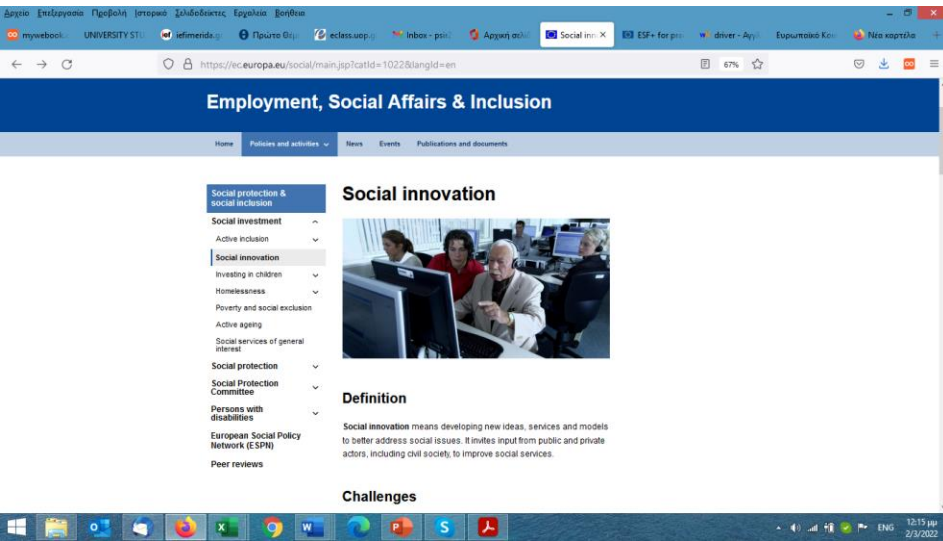 Αρχείο Επεξεργασία Προβολή Ιστορικό Σελιδοδείκτες Εργαλεία Βοήθεια
mywebook. UNIVERSITY STU iefimerida.gr Πρώτο Θέμ eclass.uop.g Inbox - psil Αρχική σελί Social inn ESF+ for pro driver - Αγγλ Ευρωπαϊκό Κοιν Νέα καρτέλα
https://ec.europa.eu/social/main.jsp?catId=1022&langId=en 67%
Employment, Social Affairs & Inclusion
Home Policies and activities News Events Publications and documents
Social protection &
social inclusion
Social investment
Active inclusion
Social innovation
Investing in children
Homelessness
Poverty and social exclusion
Active ageing
Social services of general
interest
Social protection
Social Protection
Committee
Persons with
disabilities
European Social Policy
Network (ESPN)
Peer reviews
Social innovation
Definition
Social innovation means developing new ideas, services and models
to better address social issues. It invites input from public and private
actors, including civil society, to improve social services.
Challenges
ENG 12:15 μμ
2/3/2022